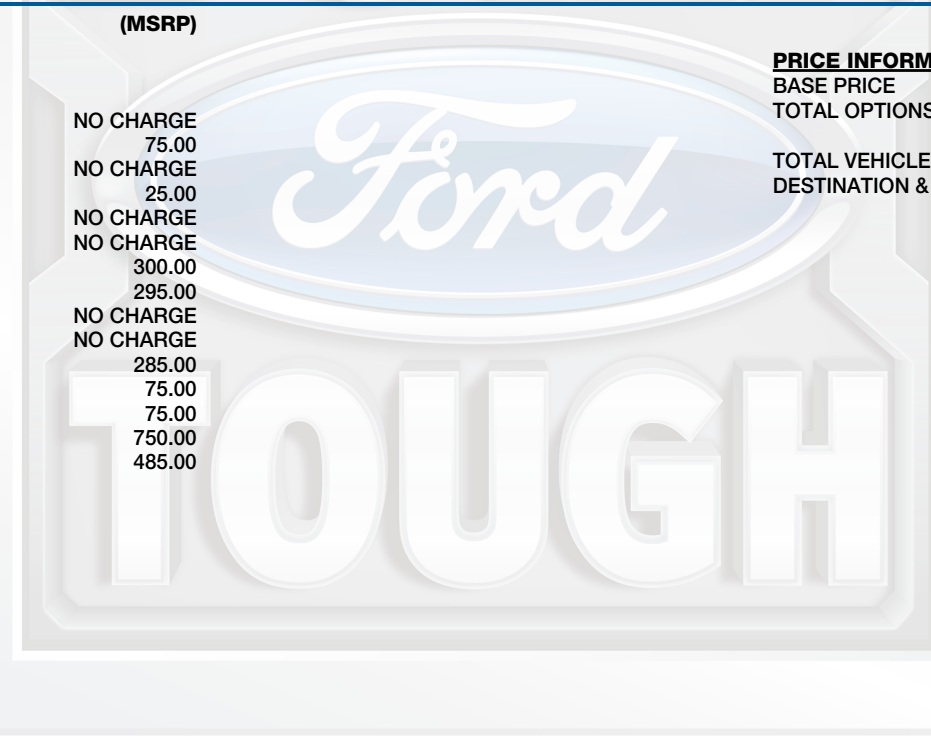 (MSRP)
NO CHARGE
75.00
NO CHARGE
25.00
NO CHARGE
NO CHARGE
300.00
295.00
NO CHARGE
NO CHARGE
285.00
75.00
75.00
750.00
485.00
PRICE INFORM
BASE PRICE
TOTAL OPTIONS
TOTAL VEHICLE
DESTINATION &
Ford
TOUGH